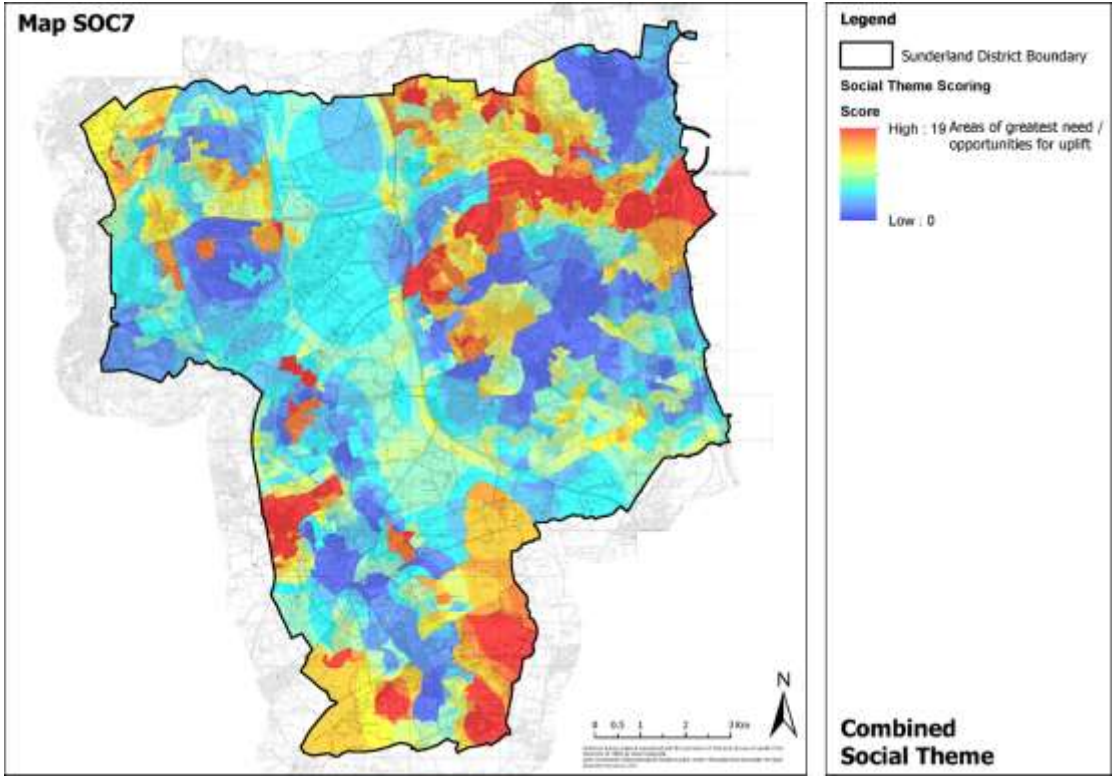 Map SOC7
N
0 0.5 1 2 3 Km
Legend
Sunderland District Boundary
Social Theme Scoring
Score
High : 19 Areas of greatest need /
opportunities for uplift
Low : 0
Combined
Social Theme